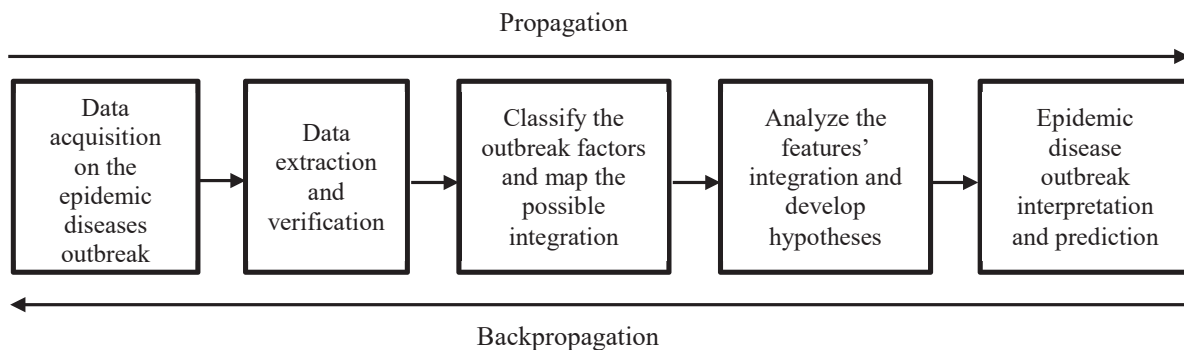 Propagation
Data
acquisition
on the
epidemic
diseases
outbreak
Data
extraction
and
verification
Classify the
outbreak factors
and map the
possible
integration
Analyze the
features’
integration and
develop
hypotheses
Epidemic
disease
outbreak
interpretation
and prediction
Backpropagation